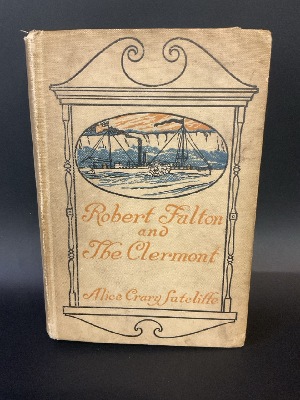 Robert Fulton
and
The Clermont
Alice Crary Sutcliffe